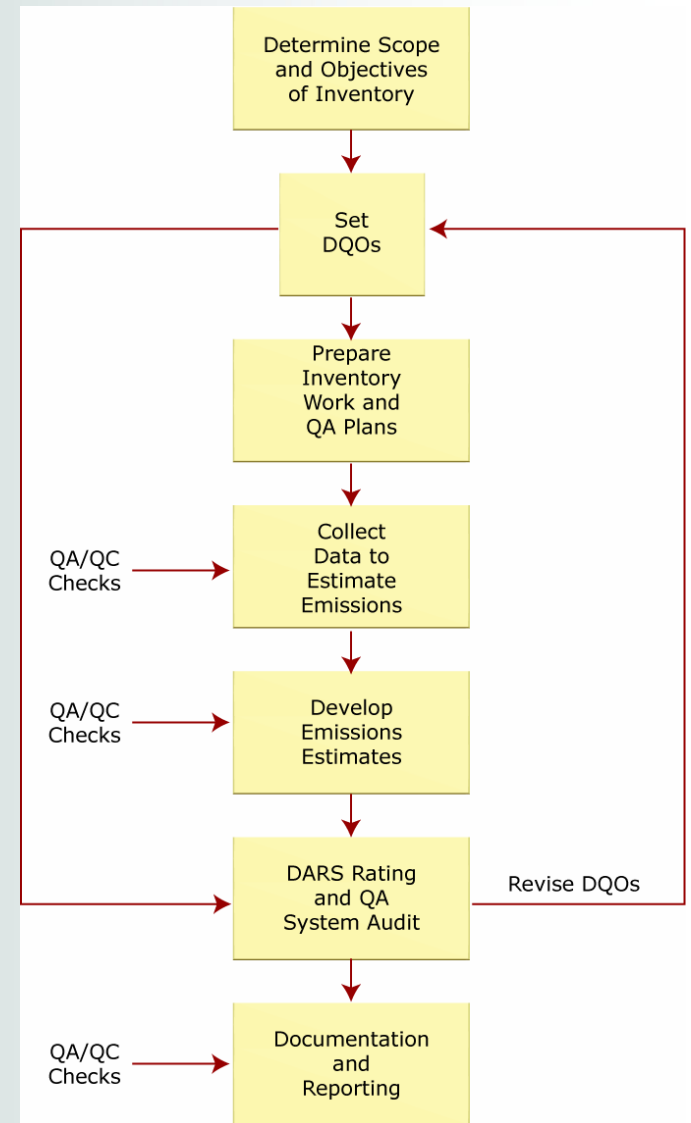 Determine Scope
and Objectives
of Inventory
Set
DQOs
Prepare
Inventory
Work and
QA Plans
QA/QC
Checks
Collect
Data to
Estimate
Emissions
QA/QC
Checks
Develop
Emissions
Estimates
DARS Rating
and QA
System Audit
Revise DQOs
QA/QC
Checks
Documentation
and
Reporting